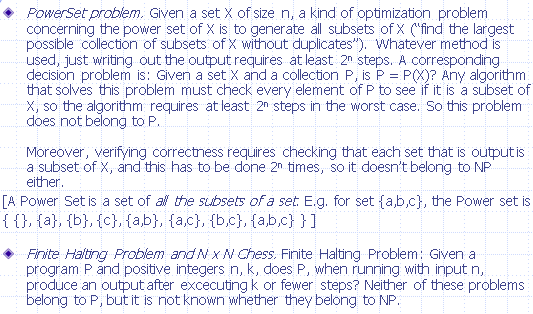 PowerSet problem. Given a set X of size n, a kind of optimization problem
concerning the power set of X is to generate all subsets of X ("find the largest
possible collection of subsets of X without duplicates").  Whatever method is
used, just writing out the output requires at least 2ⁿ steps. A corresponding
decision problem is: Given a set X and a collection P, is P = P(X)? Any algorithm
that solves this problem must check every element of P to see if it is a subset of
X, so the algorithm requires at least 2ⁿ steps in the worst case. So this problem
does not belong to P.
Moreover, verifying correctness requires checking that each set that is output is
a subset of X, and this has to be done 2ⁿ times, so it doesn't belong to NP
either.
[A Power Set is a set of all the subsets of a set. E.g. for set {a,b,c}, the Power set is
{ {}, {a}, {b}, {c}, {a,b}, {a,c}, {b,c}, {a,b,c} } ]
Finite Halting Problem and N x N Chess. Finite Halting Problem: Given a
program P and positive integers n, k, does P, when running with input n,
produce an output after excecuting k or fewer steps? Neither of these problems
belong to P, but it is not known whether they belong to NP.